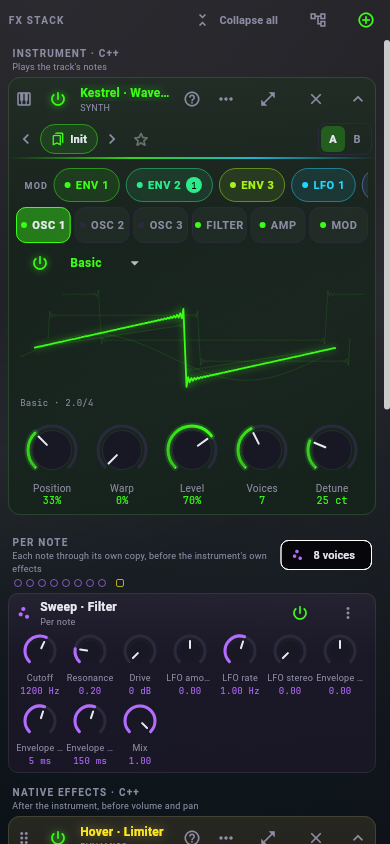 FX STACK Collapse all
INSTRUMENT · C++
Plays the track's notes
Kestrel · Wave…
SYNTH
Init A B
MOD ENV 1 ENV 2 1 ENV 3 LFO 1
OSC 1 OSC 2 OSC 3 FILTER AMP MOD
Basic
Basic · 2.0/4
Position Warp Level Voices Detune
33% 0% 70% 7 25 ct
PER NOTE
Each note through its own copy, before the instrument's own
effects
8 voices
Sweep · Filter
Per note
Cutoff Resonance Drive LFO amo… LFO rate LFO stereo Envelope …
1200 Hz 0.20 0 dB 0.00 1.00 Hz 0.00 0.00
Envelope … Envelope … Mix
5 ms 150 ms 1.00
NATIVE EFFECTS · C++
After the instrument, before volume and pan
Hover · Limiter